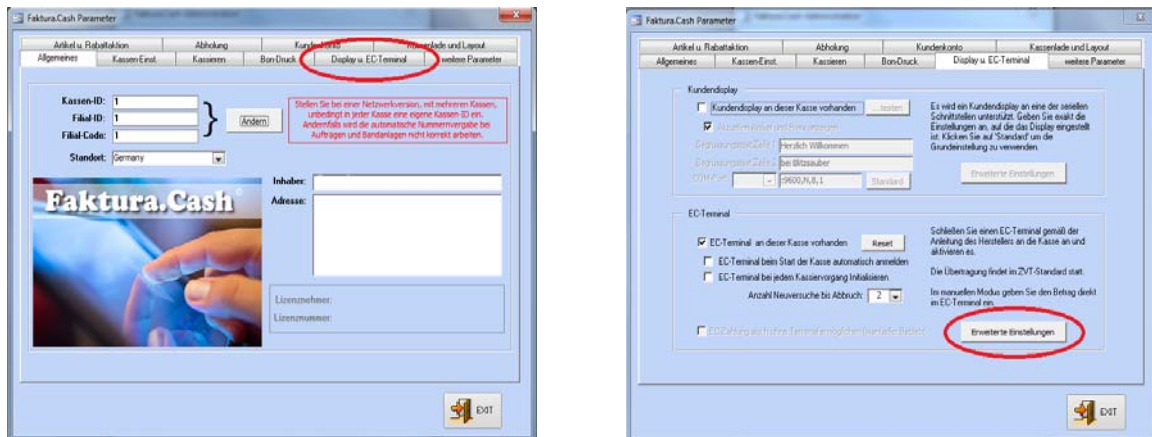 Faktura.Cash Parameter
Artikel u. Rabattaktion
Abholung
Kundenkonto
Kassenlade und Layout
Allgemeines
Kassen-Einst.
Kassieren
Bon-Druck
Display u. EC-Terminal
weitere Parameter
Kassen-ID: 1
Filial-ID: 1
Filial-Code: 1
}
Ändern
Stellen Sie bei einer Netzwerkversion, mit mehreren Kassen,
unbedingt in jeder Kasse eine eigene Kassen-ID ein.
Andernfalls wird die automatische Nummernvergabe bei
Aufträgen und Bandanlagen nicht korrekt arbeiten.
Standort: Germany
Faktura.Cash
Inhaber:
Adresse:
Lizenznehmer:
Lizenznummer:
EXIT
Faktura.Cash Parameter
Artikel u. Rabattaktion
Abholung
Kundenkonto
Kassenlade und Layout
Allgemeines
Kassen-Einst.
Kassieren
Bon-Druck
Display u. EC-Terminal
weitere Parameter
Kundendisplay
Kundendisplay an dieser Kasse vorhanden
...testen
Es wird ein Kundendisplay an eine der seriellen
Schnittstellen unterstützt. Geben Sie exakt die
Einstellungen an, auf die das Display eingestellt
ist. Klicken Sie auf 'Standard' um die
Grundeinstellung zu verwenden.
Herzlich Willkommen
bei Blitzsauber
:9600,N,8,1
Standard
Erweiterte Einstellungen
EC-Terminal
EC-Terminal an dieser Kasse vorhanden
Reset
EC-Terminal beim Start der Kasse automatisch anmelden
EC-Terminal bei jedem Kassiervorgang Initialisieren
Anzahl Neuversuche bis Abbruch: 2
Schließen Sie einen EC-Terminal gemäß der
Anleitung des Herstellers an die Kasse an und
aktivieren es.
Die Übertragung findet im ZVT-Standard start.
Im manuellen Modus geben Sie den Betrag direkt
im EC-Terminal ein.
Erweiterte Einstellungen
EXIT